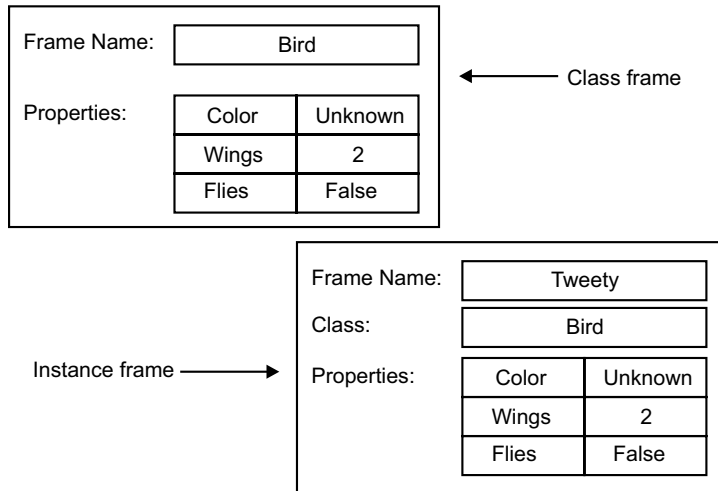 Frame Name: Bird
Class frame
Properties: Color Unknown
Wings 2
Flies False
Frame Name: Tweety
Class: Bird
Instance frame
Properties: Color Unknown
Wings 2
Flies False